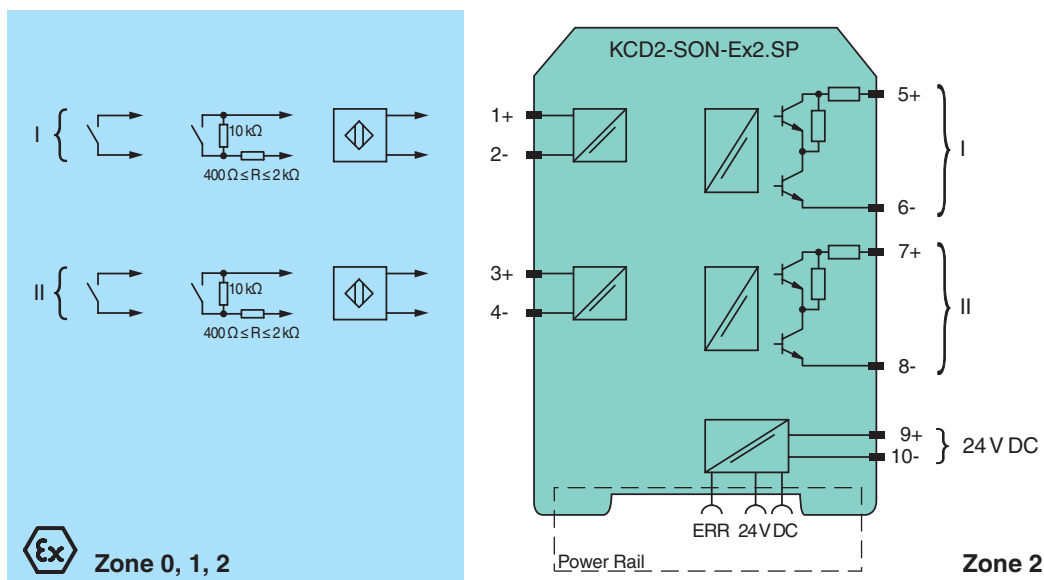 KCD2-SON-Ex2.SP
I
10 kΩ
400 Ω ≤ R ≤ 2 kΩ
1+
2-
5+
6-
I
II
10 kΩ
400 Ω ≤ R ≤ 2 kΩ
3+
4-
7+
8-
II
9+
10-
24 V DC
ERR 24 V DC
Power Rail
Ex
Zone 0, 1, 2
Zone 2